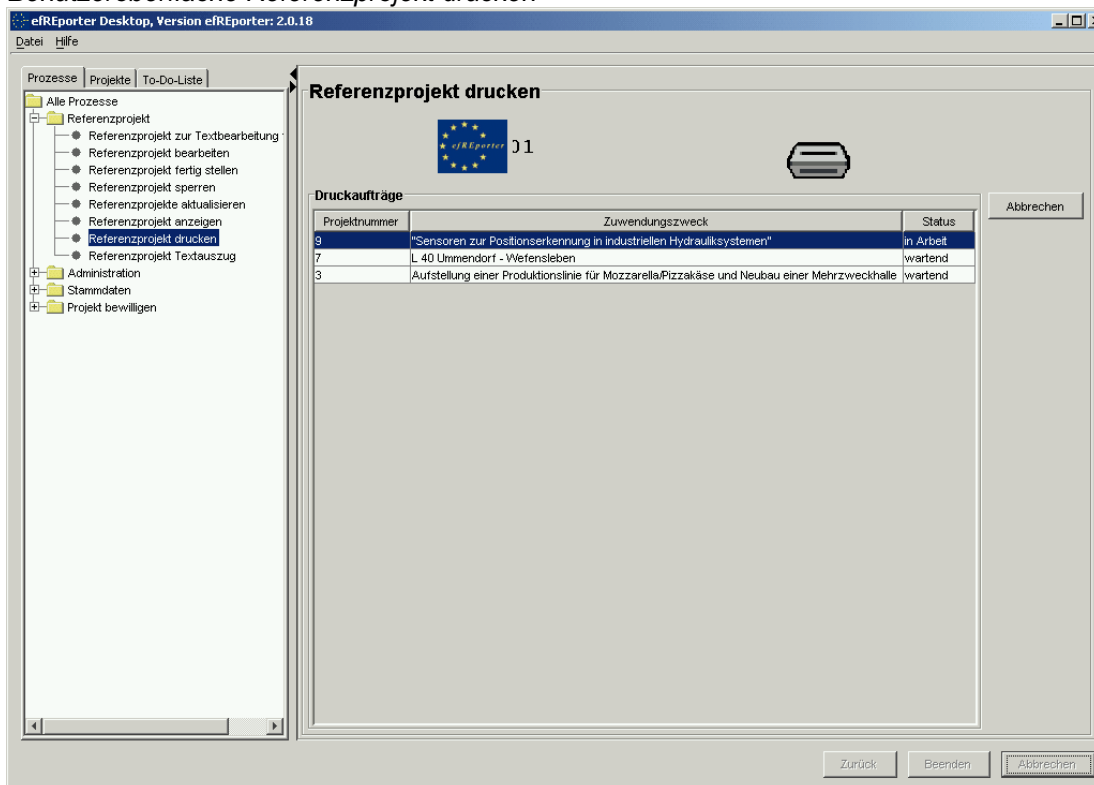 Benutzeroberfläche Referenzprojekt drucken
efREporter Desktop, Version efREporter: 2.0.18
Datei Hilfe
Prozesse Projekte To-Do-Liste
Alle Prozesse
Referenzprojekt
Referenzprojekt zur Textbearbeitung
Referenzprojekt bearbeiten
Referenzprojekt fertig stellen
Referenzprojekt sperren
Referenzprojekte aktualisieren
Referenzprojekt anzeigen
Referenzprojekt drucken
Referenzprojekt Textauszug
Administration
Stammdaten
Projekt bewilligen
Referenzprojekt drucken
efREporter 01
Druckaufträge
Abbrechen
Projektnummer Zuwendungszweck Status
9 "Sensoren zur Positionserkennung in industriellen Hydrauliksystemen" in Arbeit
7 L 40 Ummendorf - Wefensleben wartend
3 Aufstellung einer Produktionslinie für Mozzarella/Pizzakäse und Neubau einer Mehrzweckhalle wartend
Zurück Beenden Abbrechen